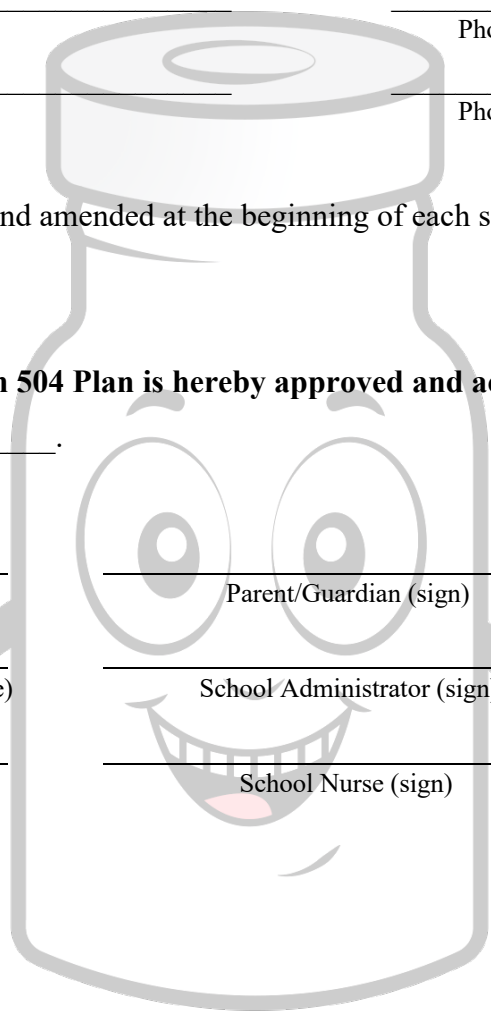 Pho
Pho
nd amended at the beginning of each s
n 504 Plan is hereby approved and a
.
Parent/Guardian (sign)
e) School Administrator (sign)
School Nurse (sign)